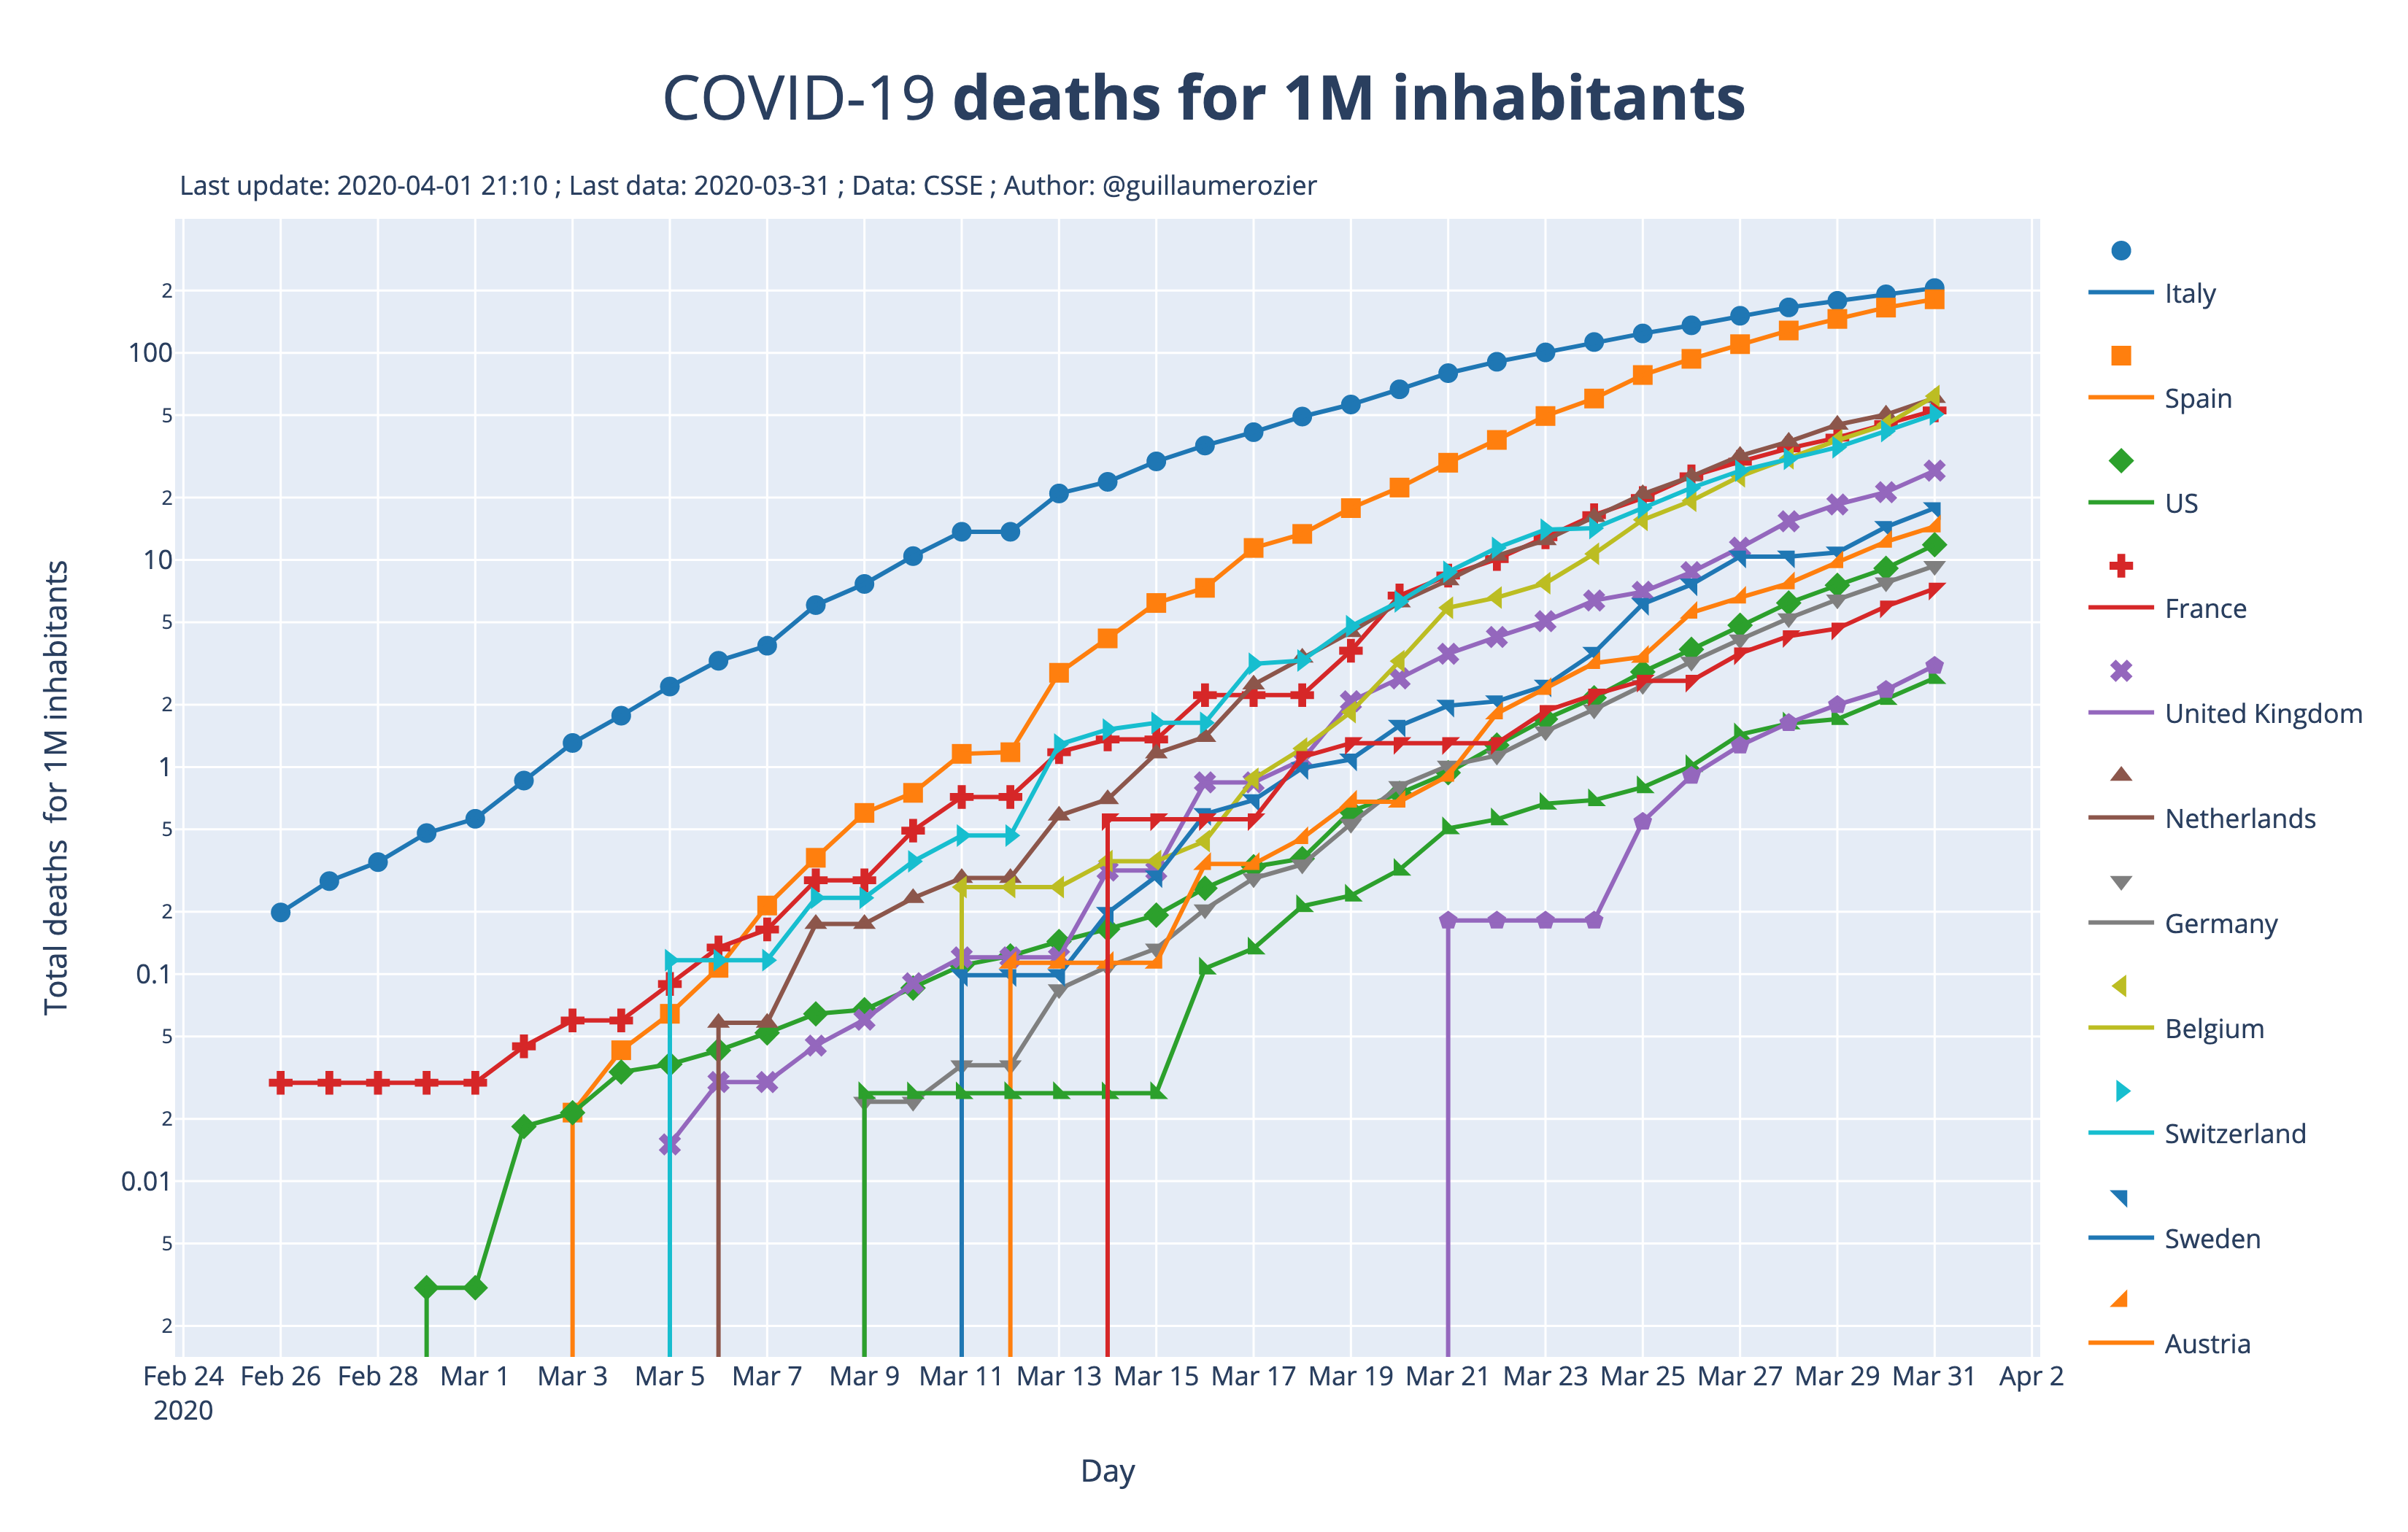 COVID-19 deaths for 1M inhabitants
Last update: 2020-04-01 21:10 ; Last data: 2020-03-31 ; Data: CSSE ; Author: @guillaumerozier
Total deaths for 1M inhabitants
2
100
5
2
10
5
2
1
5
2
0.1
5
2
0.01
5
2
Feb 24 Feb 26 Feb 28 Mar 1 Mar 3 Mar 5 Mar 7 Mar 9 Mar 11 Mar 13 Mar 15 Mar 17 Mar 19 Mar 21 Mar 23 Mar 25 Mar 27 Mar 29 Mar 31 Apr 2
2020
Day
Italy
Spain
US
France
United Kingdom
Netherlands
Germany
Belgium
Switzerland
Sweden
Austria